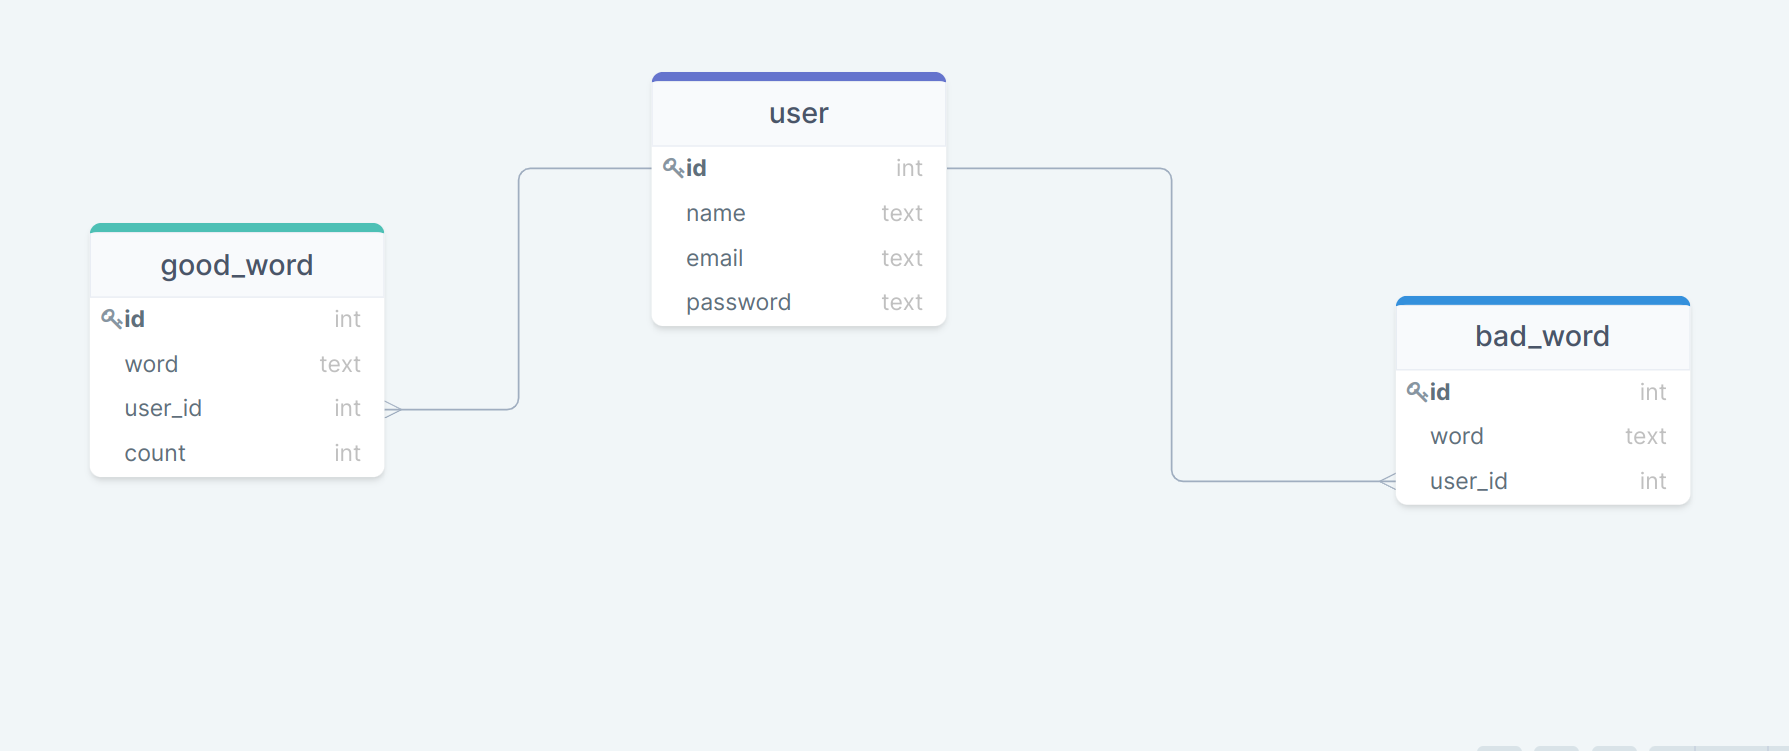 user
id int
name text
email text
password text
good_word
id int
word text
user_id int
count int
bad_word
id int
word text
user_id int